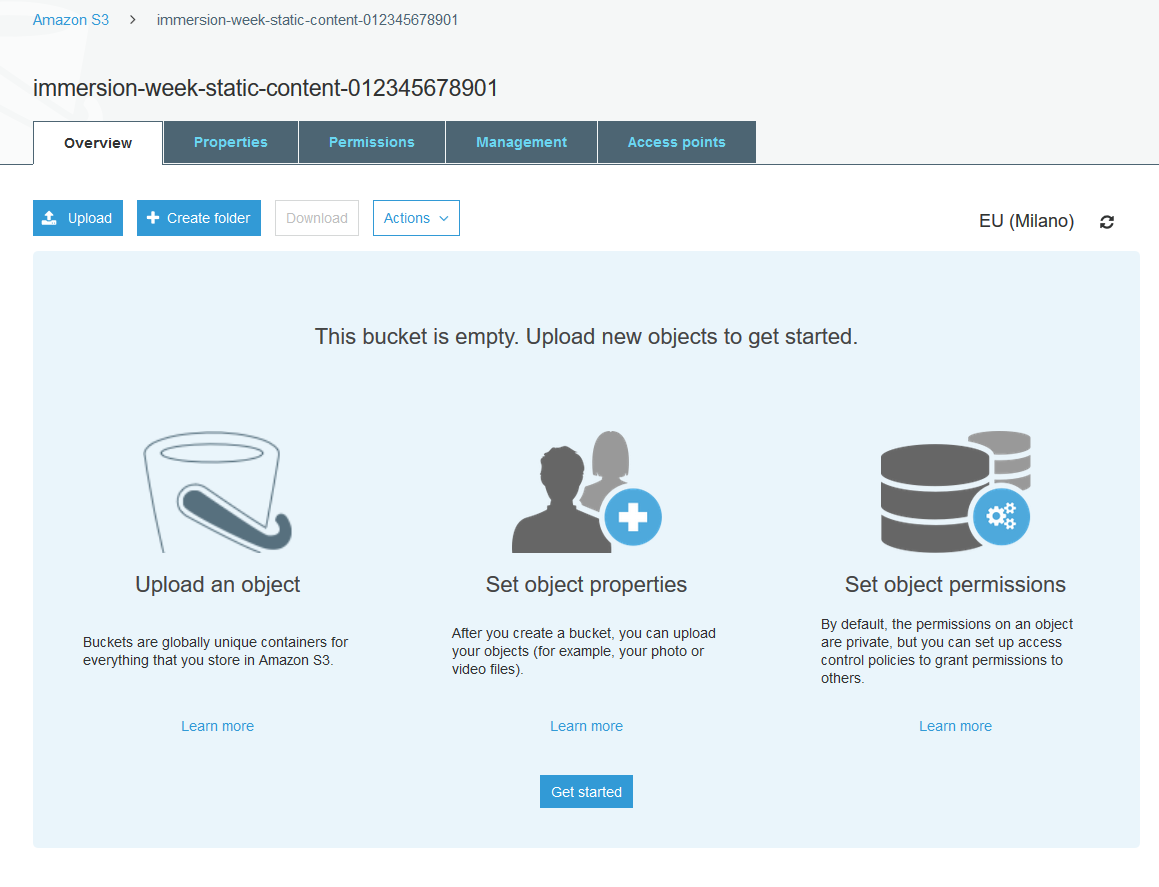 Amazon S3 > immersion-week-static-content-012345678901
immersion-week-static-content-012345678901
Overview Properties Permissions Management Access points
Upload Create folder Download Actions EU (Milano)
This bucket is empty. Upload new objects to get started.
Upload an object
Buckets are globally unique containers for
everything that you store in Amazon S3.
Learn more
Set object properties
After you create a bucket, you can upload
your objects (for example, your photo or
video files).
Learn more
Set object permissions
By default, the permissions on an object
are private, but you can set up access
control policies to grant permissions to
others.
Learn more
Get started